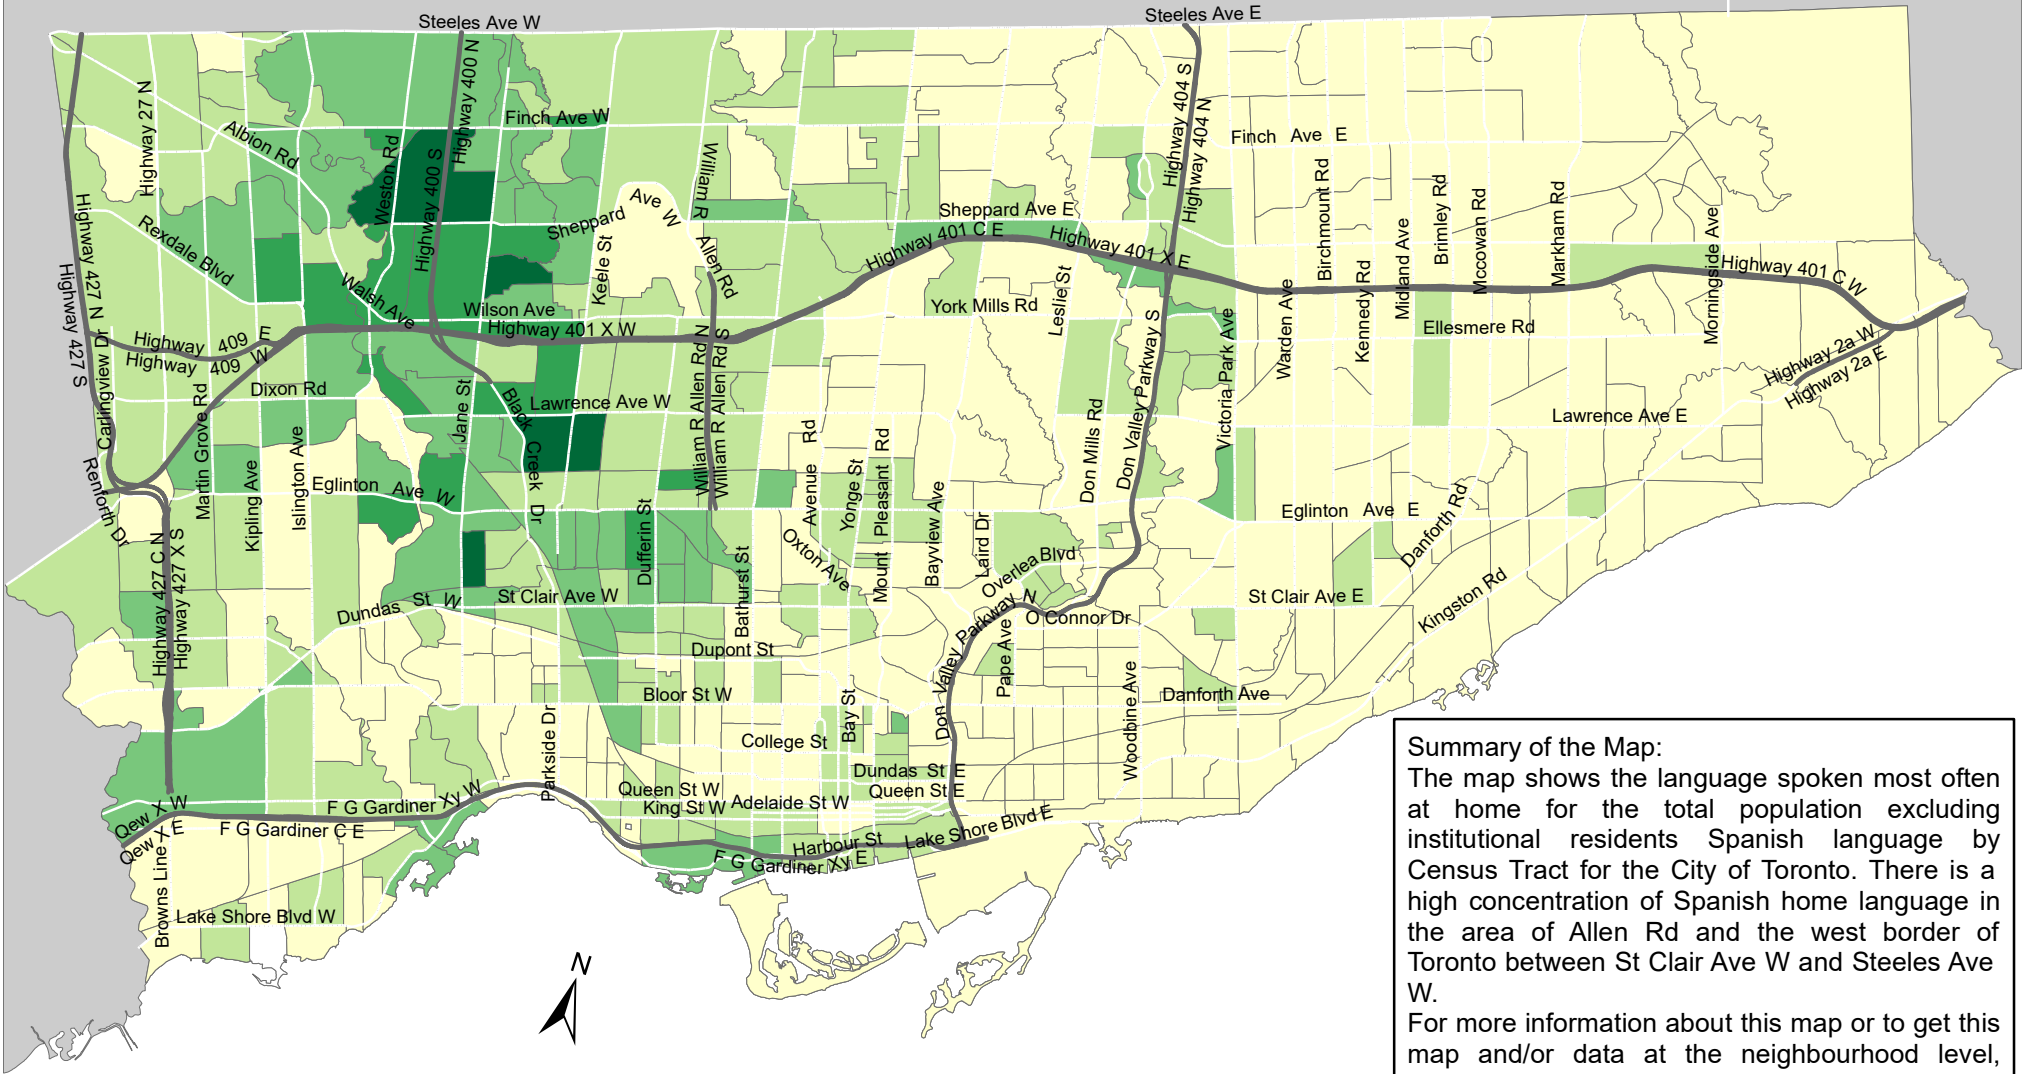 Steeles Ave W
Steeles Ave E
Highway 400 N
Highway 27 N
Finch Ave W
Albion Rd
Weston Rd
Highway 400 S
William R Allen Rd
Highway 404 S
Highway 404 N
Finch Ave E
Birchmount Rd
Brimley Rd
Mccowan Rd
Markham Rd
Highway 427 N
Highway 427 S
Rexdale Blvd
Sheppard Ave W
Keele St
Sheppard Ave E
Highway 401 C E
Highway 401 X E
Midland Ave
Morningside Ave
Highway 401 C W
Walsh Ave
Wilson Ave
Highway 401 X W
York Mills Rd
Leslie St
Warden Ave
Kennedy Rd
Ellesmere Rd
Highway 2a W
Highway 2a E
Highway 409 E
Highway 409 W
Carlingview Dr
Dixon Rd
Martin Grove Rd
Jane St
Black Creek Dr
Lawrence Ave W
William R Allen Rd N
William R Allen Rd S
Don Valley Parkway S
Victoria Park Ave
Lawrence Ave E
Renforth Dr
Kipling Ave
Islington Ave
Eglinton Ave W
Dufferin St
Avenue Rd
Yonge St
Mount Pleasant Rd
Bayview Ave
Laird Dr
Don Mills Rd
Eglinton Ave E
Danforth Rd
Highway 427 C N
Highway 427 X S
Oxton Ave
Overlea Blvd
Dundas St W
St Clair Ave W
Bathurst St
Don Valley Parkway N
O Connor Dr
St Clair Ave E
Kingston Rd
Dupont St
Pape Ave
Bloor St W
Bay St
Woodbine Ave
Danforth Ave
Parkside Dr
College St
Dundas St E
Queen St W
Queen St E
King St W
Adelaide St W
Qew X W
Qew X E
F G Gardiner Xy W
F G Gardiner C E
Harbour St
Lake Shore Blvd E
F G Gardiner Xy E
Browns Line
Lake Shore Blvd W
N
Summary of the Map:
The map shows the language spoken most often
at home for the total population excluding
institutional residents Spanish language by
Census Tract for the City of Toronto. There is a
high concentration of Spanish home language in
the area of Allen Rd and the west border of
Toronto between St Clair Ave W and Steeles Ave
W.
For more information about this map or to get this
map and/or data at the neighbourhood level,